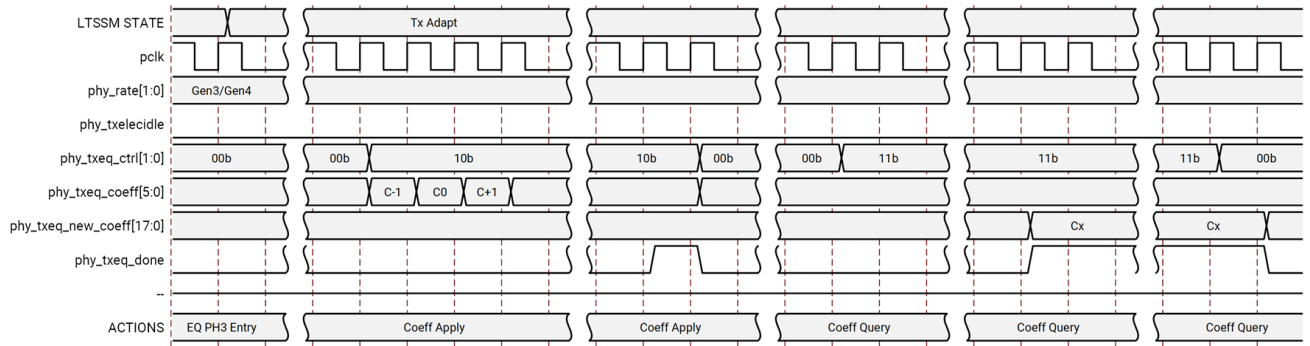 LTSSM STATE Tx Adapt
pclk
phy_rate[1:0] Gen3/Gen4
phy_txelecidle
phy_txeq_ctrl[1:0] 00b 00b 10b 10b 00b 00b 11b 11b 11b 00b
phy_txeq_coeff[5:0] C-1 C0 C+1
phy_txeq_new_coeff[17:0] Cx Cx
phy_txeq_done
--
ACTIONS EQ PH3 Entry Coeff Apply Coeff Apply Coeff Query Coeff Query Coeff Query